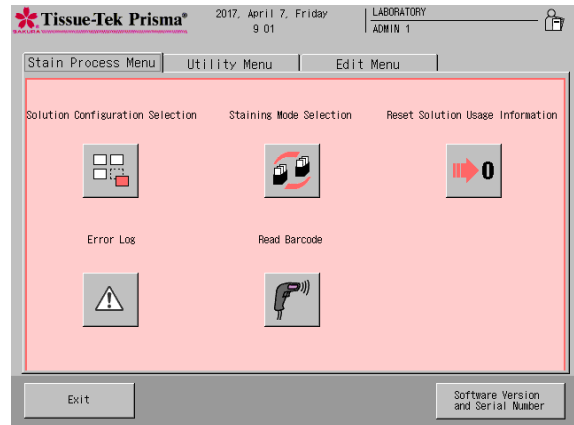 Tissue-Tek Prisma®
SAKURA
2017, April 7, Friday
9 01
LABORATORY
ADMIN 1
Stain Process Menu
Utility Menu
Edit Menu
Solution Configuration Selection
Staining Mode Selection
Reset Solution Usage Information
0
Error Log
Read Barcode
Exit
Software Version
and Serial Number